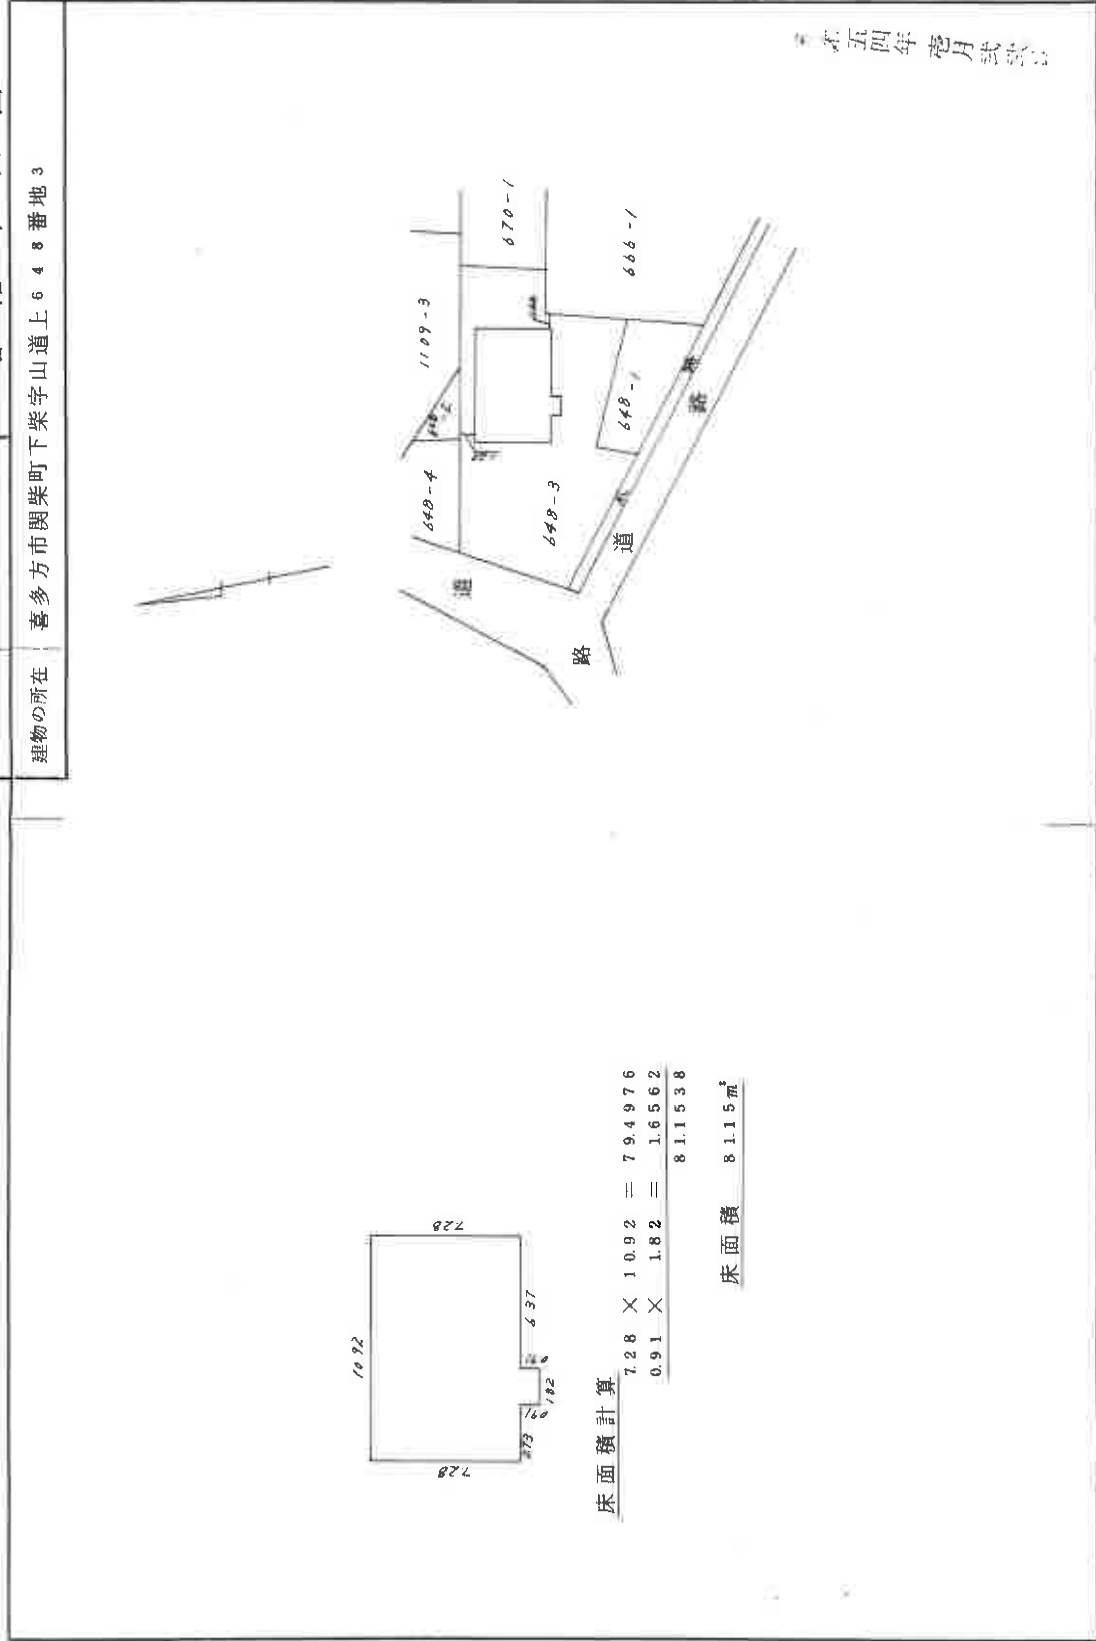 建物の所在 喜多方市関柴町下柴字山道上648番地3
五四年壱月
1109-3
670-1
648-4
648-3
648-1
666-1
道
路
道
路
水
路
10.92
7.28
7.28
6.37
2.73
1.82
0.91
床面積計算
7.28 × 10.92 = 79.4976
0.91 × 1.82 = 1.6562
81.1538
床面積 81.15㎡